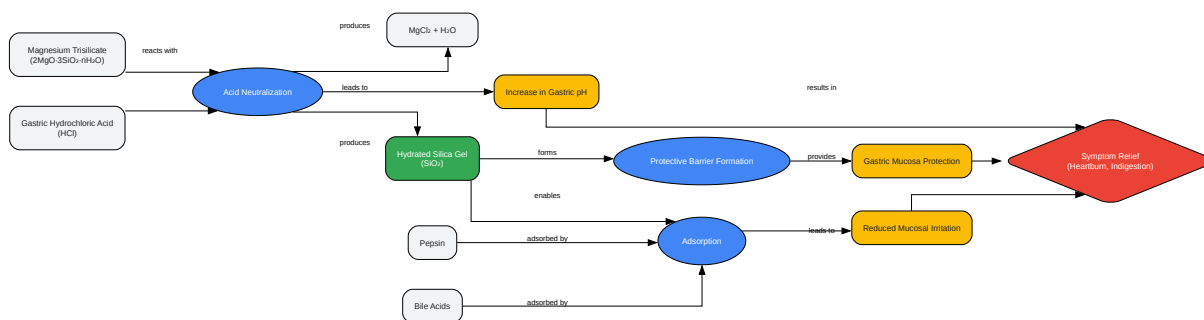 produces
MgCl₂ + H₂O
Magnesium Trisilicate
(2MgO·3SiO₂·nH₂O)
reacts with
Acid Neutralization
leads to
Increase in Gastric pH
results in
Gastric Hydrochloric Acid
(HCl)
produces
Hydrated Silica Gel
(SiO₂)
forms
Protective Barrier Formation
provides
Gastric Mucosa Protection
Symptom Relief
(Heartburn, Indigestion)
enables
Pepsin
adsorbed by
Adsorption
leads to
Reduced Mucosal Irritation
Bile Acids
adsorbed by